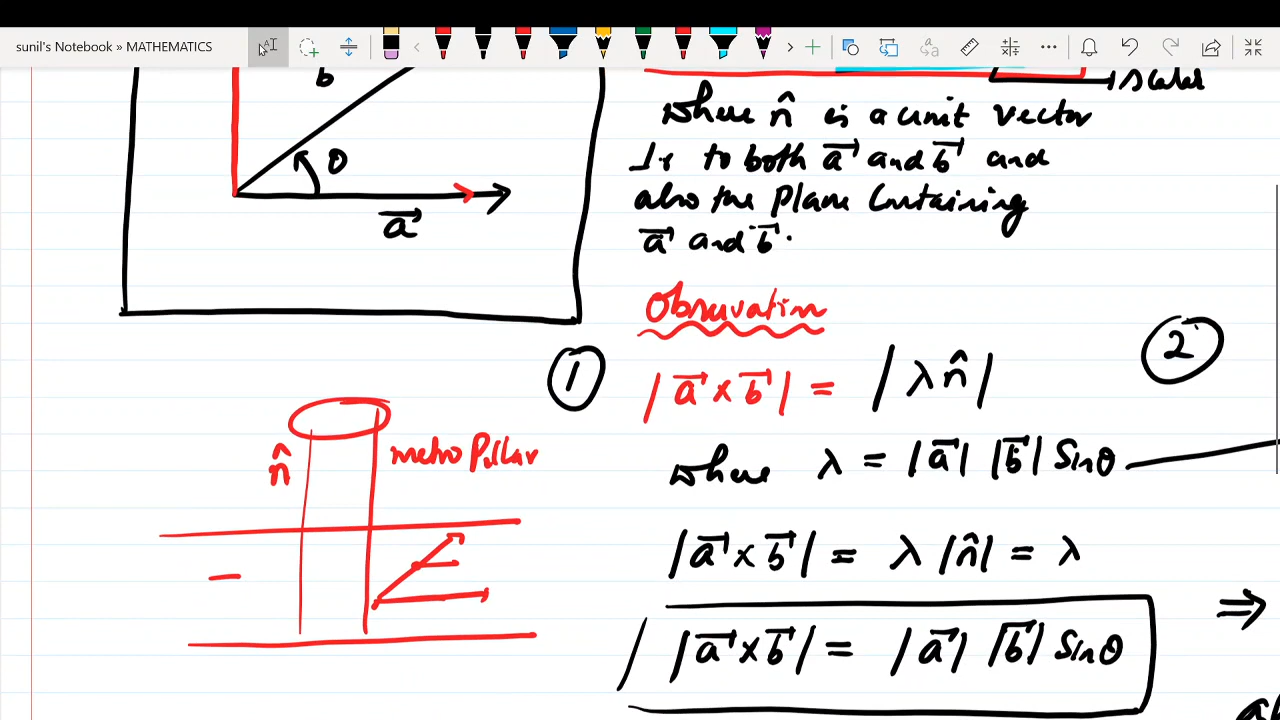 sunil's Notebook » MATHEMATICS
b
θ
a⃗
where n̂ is a unit vector
⊥r to both a⃗ and b⃗ and
also the Plane Containing
a⃗ and b⃗.
Observation
①
|a⃗ × b⃗| = |λn̂|
②
n̂
metro Pillar
where λ = |a⃗| |b⃗| Sinθ
|a⃗ × b⃗| = λ |n̂| = λ
⇒
|a⃗ × b⃗| = |a⃗| |b⃗| Sinθ